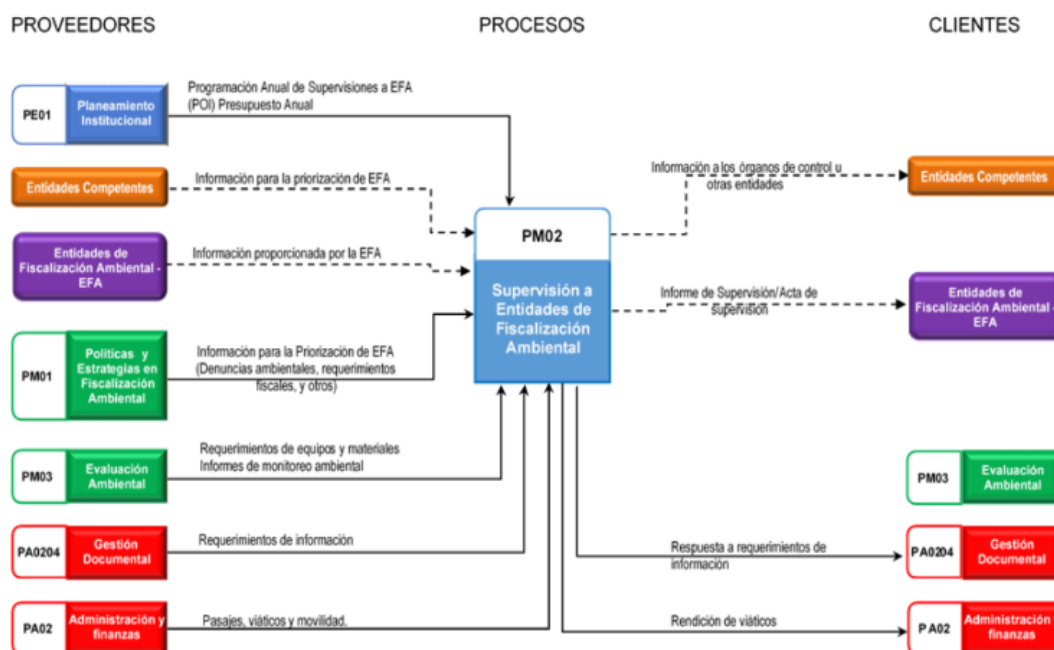 PROVEEDORES
PROCESOS
CLIENTES
PE01
Planeamiento
Institucional
Programación Anual de Supervisiones a EFA
(POI) Presupuesto Anual
Entidades Competentes
Información para la priorización de EFA
Entidades de
Fiscalización Ambiental -
EFA
Información proporcionada por la EFA
PM01
Políticas y
Estrategias en
Fiscalización
Ambiental
Información para la Priorización de EFA
(Denuncias ambientales, requerimientos
fiscales, y otros)
PM03
Evaluación
Ambiental
Requerimientos de equipos y materiales
Informes de monitoreo ambiental
PA0204
Gestión
Documental
Requerimientos de información
PA02
Administración y
finanzas
Pasajes, viáticos y movilidad.
PM02
Supervisión a
Entidades de
Fiscalización
Ambiental
Información a los órganos de control u
otras entidades
Entidades Competentes
Informe de Supervisión/Acta de
supervisión
Entidades de
Fiscalización Ambiental -
EFA
PM03
Evaluación
Ambiental
Respuesta a requerimientos de
información
PA0204
Gestión
Documental
Rendición de viáticos
PA02
Administración y
finanzas